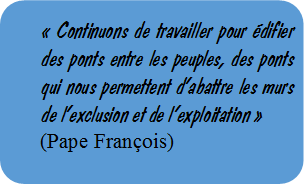 « Continuons de travailler pour édifier
des ponts entre les peuples, des ponts
qui nous permettent d'abattre les murs
de l'exclusion et de l'exploitation »
(Pape François)